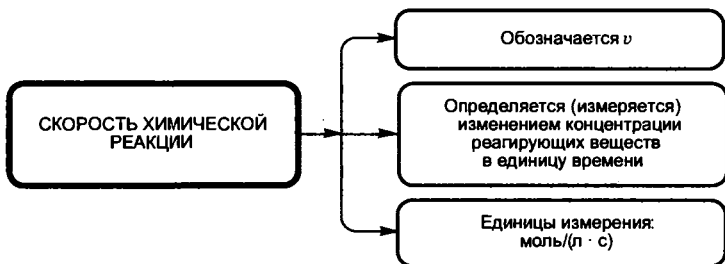 СКОРОСТЬ ХИМИЧЕСКОЙ
РЕАКЦИИ
Обозначается υ
Определяется (измеряется)
изменением концентрации
реагирующих веществ
в единицу времени
Единицы измерения:
моль/(л · с)